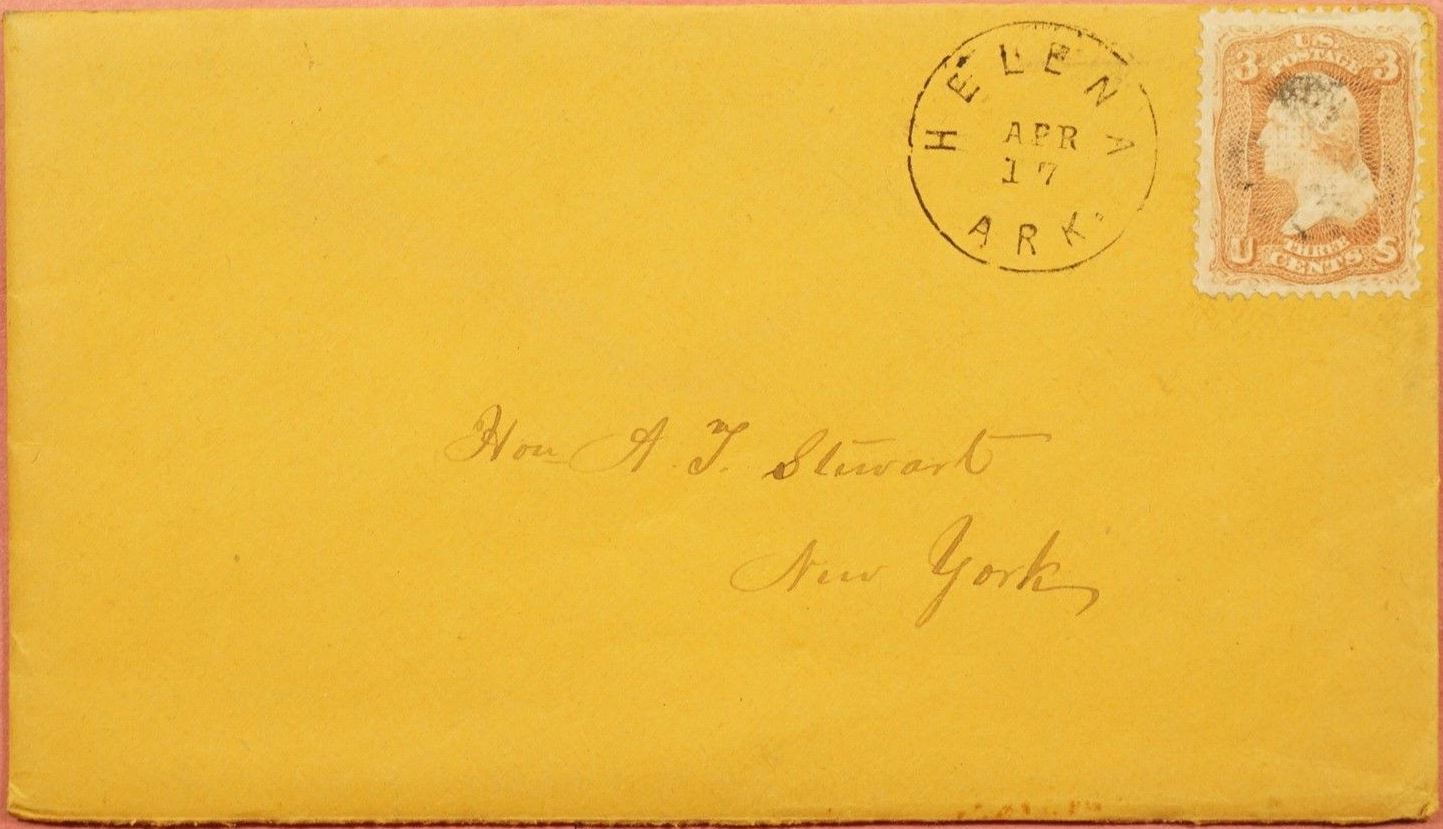 HELENA
APR
17
ARK.
3 U.S. POSTAGE 3
U THREE CENTS S
Hon A. T. Stewart
New York